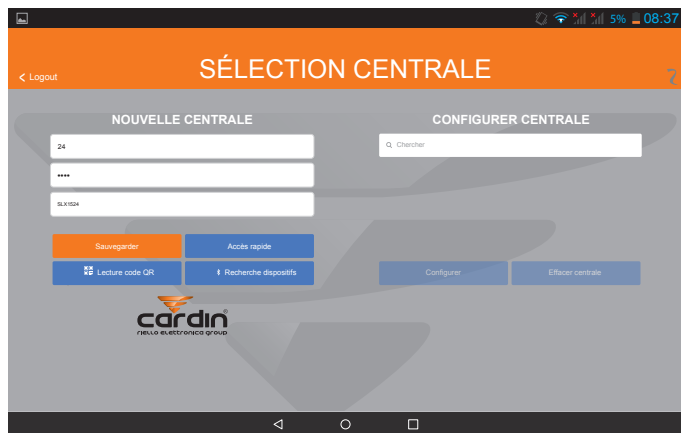 5% 08:37
Logout
SÉLECTION CENTRALE
NOUVELLE CENTRALE
24
••••
SLX1524
Sauvegarder
Accès rapide
Lecture code QR
Recherche dispositifs
cardin
riello elettronica group
CONFIGURER CENTRALE
Chercher
Configurer
Effacer centrale